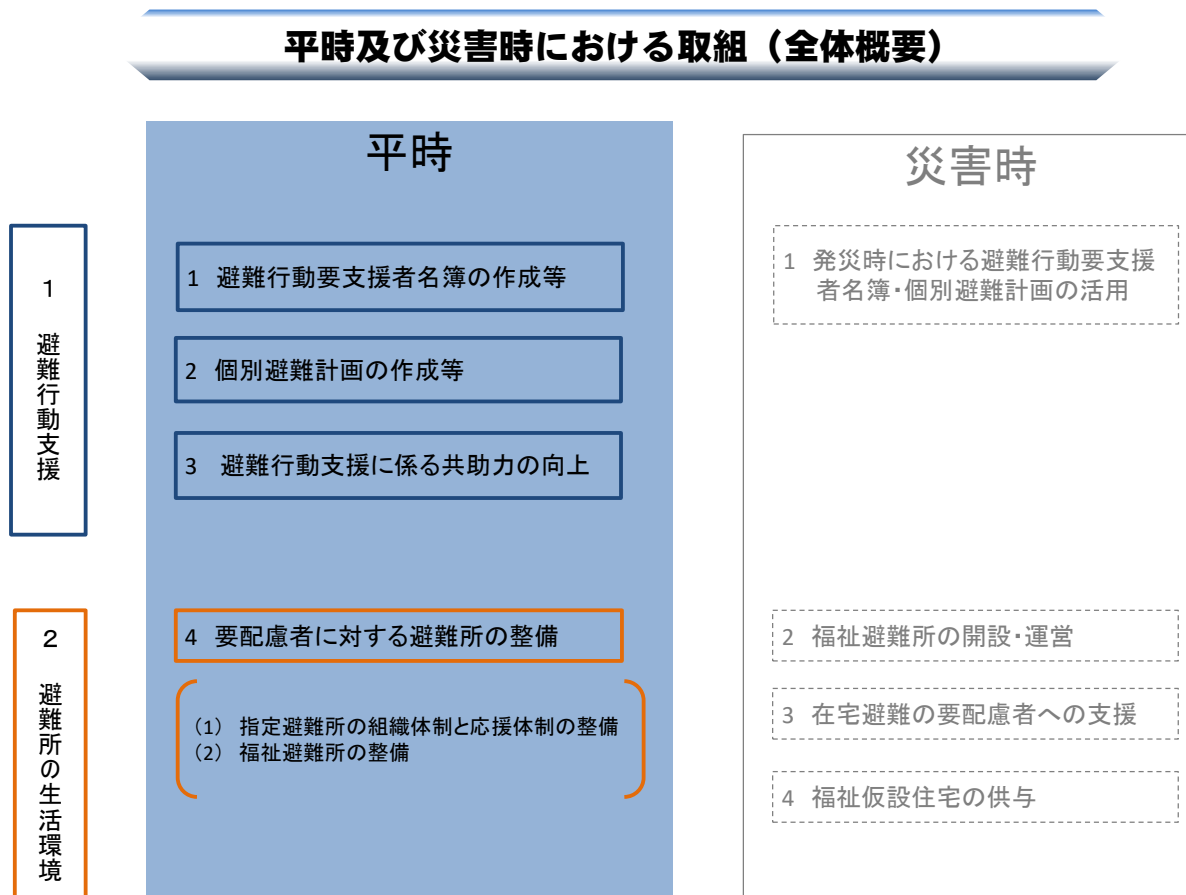 平時及び災害時における取組（全体概要）
平時
災害時
1 避難行動支援
1 避難行動要支援者名簿の作成等
2 個別避難計画の作成等
3 避難行動支援に係る共助力の向上
1 発災時における避難行動要支援
者名簿・個別避難計画の活用
2 避難所の生活環境
4 要配慮者に対する避難所の整備
（1） 指定避難所の組織体制と応援体制の整備
（2） 福祉避難所の整備
2 福祉避難所の開設・運営
3 在宅避難の要配慮者への支援
4 福祉仮設住宅の供与